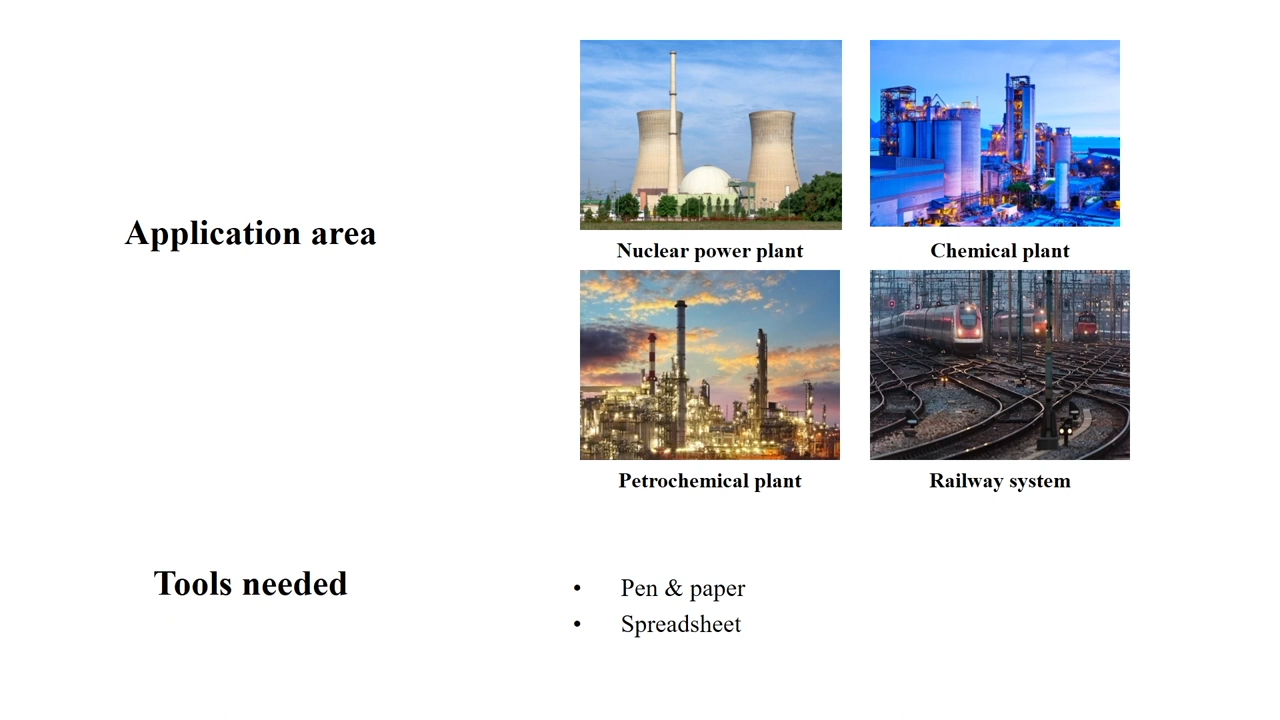 Application area
Nuclear power plant
Chemical plant
Petrochemical plant
Railway system
Tools needed
• Pen & paper
• Spreadsheet